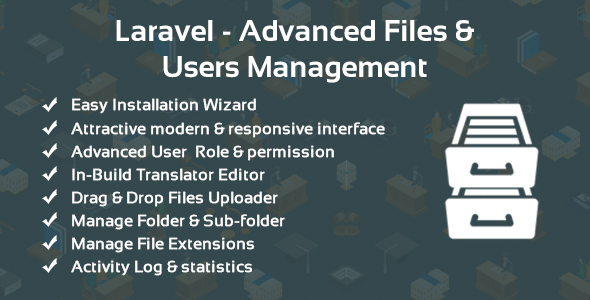 Laravel - Advanced Files &
Users Management
Easy Installation Wizard
Attractive modern & responsive interface
Advanced User Role & permission
In-Build Translator Editor
Drag & Drop Files Uploader
Manage Folder & Sub-folder
Manage File Extensions
Activity Log & statistics